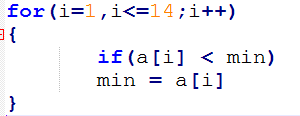 for(i=1,i<=14;i++)
{
if(a[i] < min)
min = a[i]
}